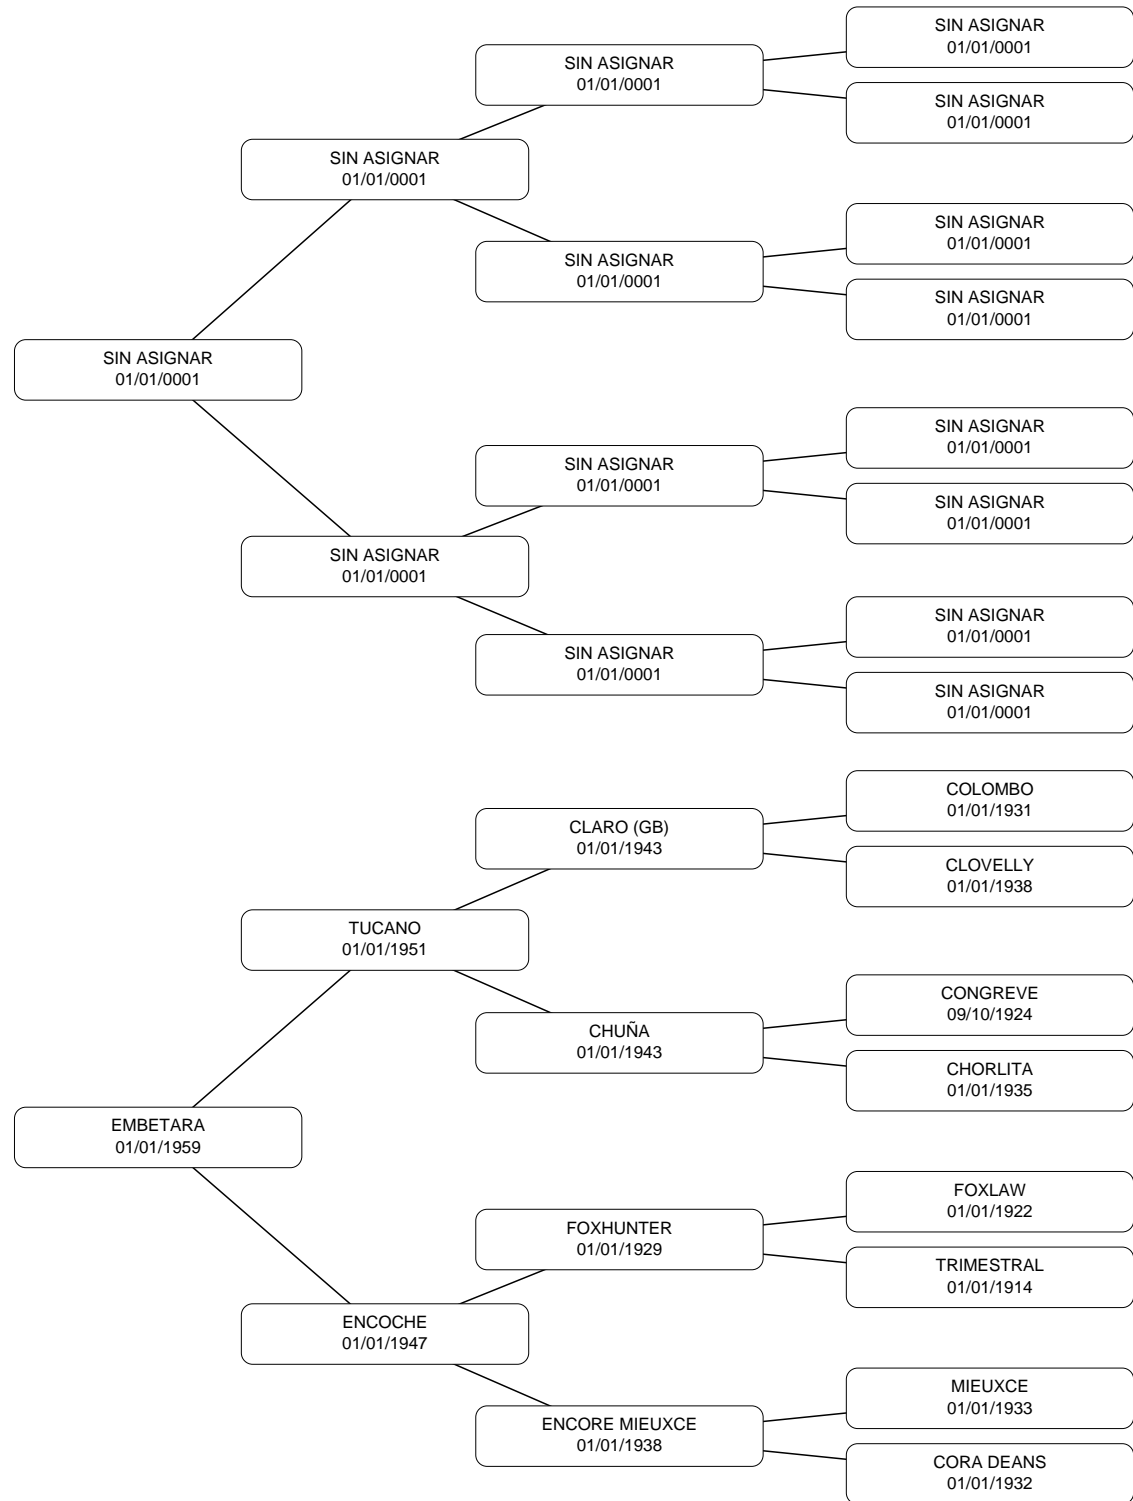 SIN ASIGNAR
01/01/0001
SIN ASIGNAR
01/01/0001
SIN ASIGNAR
01/01/0001
SIN ASIGNAR
01/01/0001
SIN ASIGNAR
01/01/0001
SIN ASIGNAR
01/01/0001
SIN ASIGNAR
01/01/0001
SIN ASIGNAR
01/01/0001
SIN ASIGNAR
01/01/0001
SIN ASIGNAR
01/01/0001
SIN ASIGNAR
01/01/0001
SIN ASIGNAR
01/01/0001
SIN ASIGNAR
01/01/0001
SIN ASIGNAR
01/01/0001
SIN ASIGNAR
01/01/0001
COLOMBO
01/01/1931
CLARO (GB)
01/01/1943
CLOVELLY
01/01/1938
TUCANO
01/01/1951
CONGREVE
09/10/1924
CHUÑA
01/01/1943
CHORLITA
01/01/1935
EMBETARA
01/01/1959
FOXLAW
01/01/1922
FOXHUNTER
01/01/1929
TRIMESTRAL
01/01/1914
ENCOCHE
01/01/1947
MIEUXCE
01/01/1933
ENCORE MIEUXCE
01/01/1938
CORA DEANS
01/01/1932